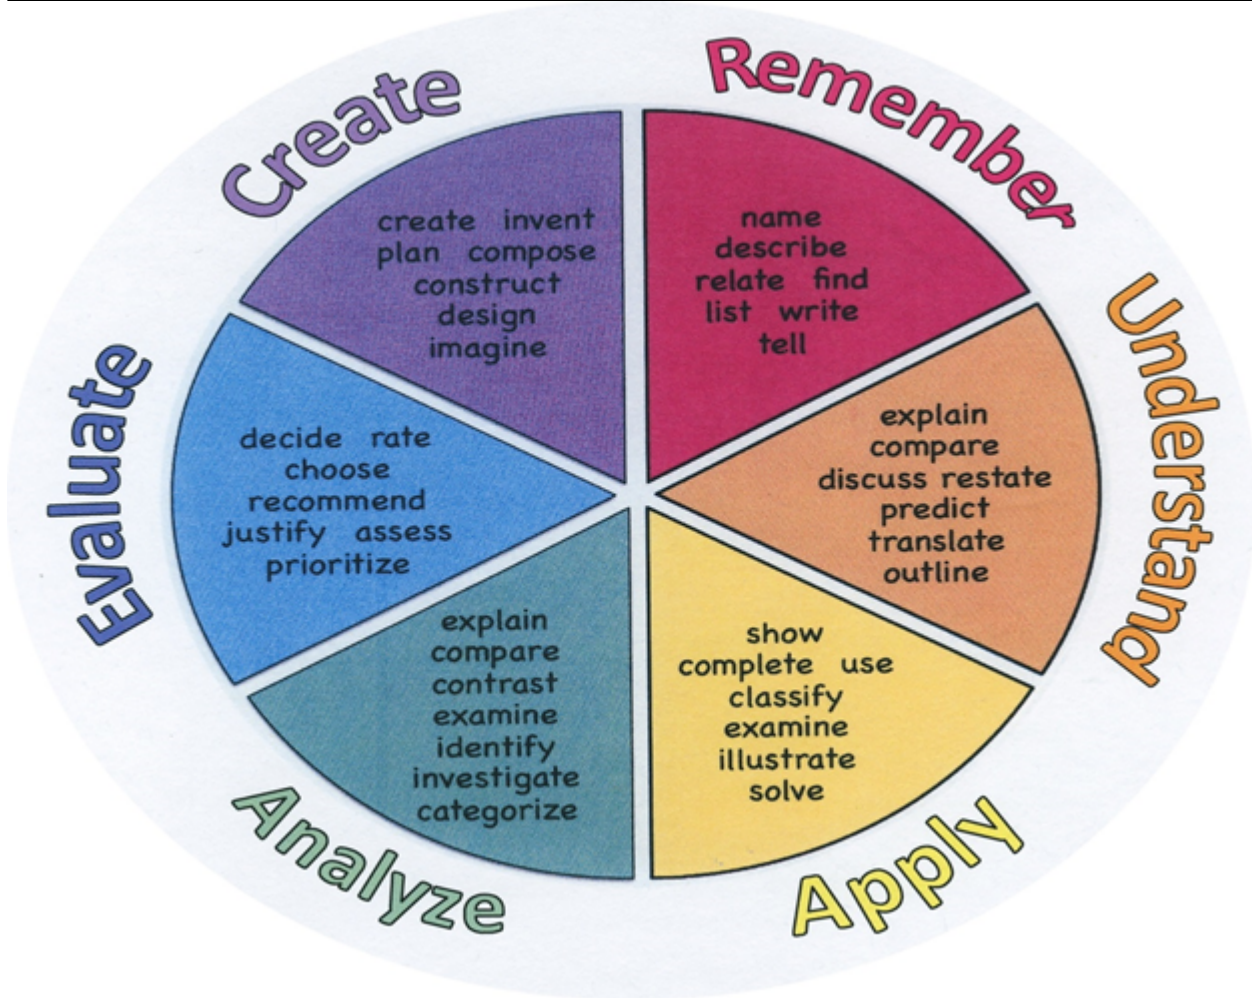 Create
create invent
plan compose
construct
design
imagine
Remember
name
describe
relate find
list write
tell
Understand
explain
compare
discuss restate
predict
translate
outline
Apply
show
complete use
classify
examine
illustrate
solve
Analyze
explain
compare
contrast
examine
identify
investigate
categorize
Evaluate
decide rate
choose
recommend
justify assess
prioritize